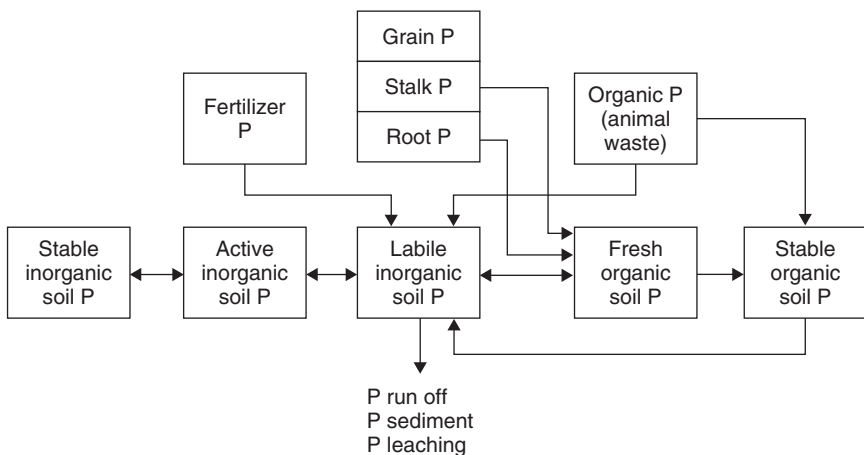 Grain P
Stalk P
Root P
Fertilizer
P
Organic P
(animal
waste)
Stable
inorganic
soil P
Active
inorganic
soil P
Labile
inorganic
soil P
Fresh
organic
soil P
Stable
organic
soil P
P run off
P sediment
P leaching